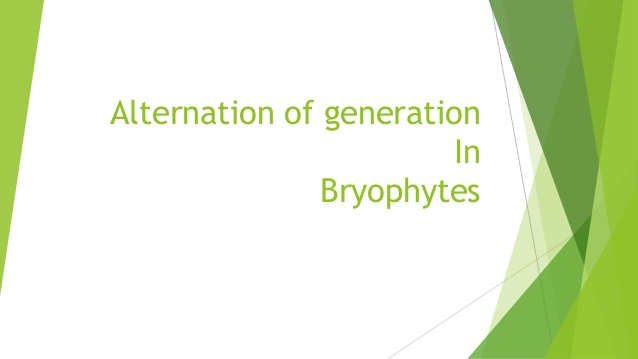 Alternation of generation
In
Bryophytes